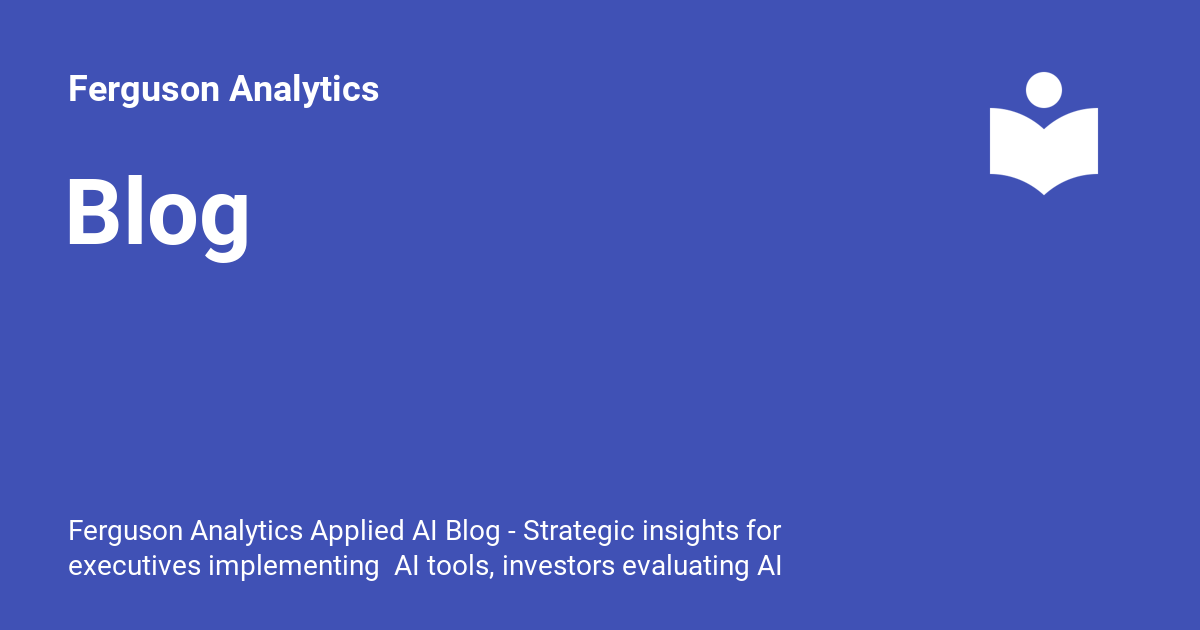 Ferguson Analytics
Blog
Ferguson Analytics Applied AI Blog - Strategic insights for
executives implementing  AI tools, investors evaluating AI